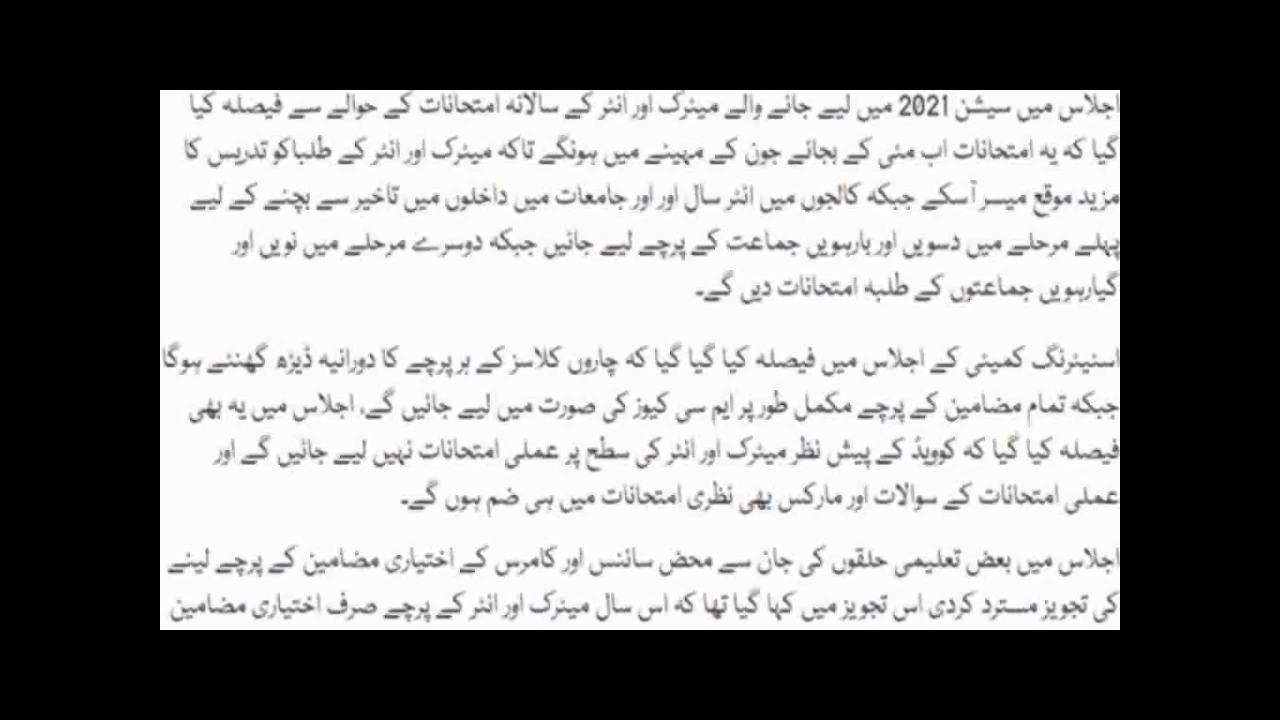 اجلاس میں سیشن 2021 میں لیے جانے والے میٹرک اور انٹر کے سالانہ امتحانات کے حوالے سے فیصلہ کیا
گیا کہ یہ امتحانات اب مئی کے بجائے جون کے مہینے میں ہونگے تاکہ میٹرک اور انٹر کے طلباکو تدریس کا
مزید موقع میسر آسکے جبکہ کالجوں میں انٹر سال اور اور جامعات میں داخلوں میں تاخیر سے بچنے کے لیے
پہلے مرحلے میں دسویں اور بارہویں جماعت کے پرچے لیے جائیں جبکہ دوسرے مرحلے میں نویں اور
گیارہویں جماعتوں کے طلبہ امتحانات دیں گے۔
اسٹیئرنگ کمیٹی کے اجلاس میں فیصلہ کیا گیا گیا کہ چاروں کلاسز کے ہر پرچے کا دورانیہ ڈیڑھ گھنٹے ہوگا
جبکہ تمام مضامین کے پرچے مکمل طور پر ایم سی کیوز کی صورت میں لیے جائیں گے، اجلاس میں یہ بھی
فیصلہ کیا گیا کہ کوویڈ کے پیش نظر میٹرک اور انٹر کی سطح پر عملی امتحانات نہیں لیے جائیں گے اور
عملی امتحانات کے سوالات اور مارکس بھی نظری امتحانات میں ہی ضم ہوں گے۔
اجلاس میں بعض تعلیمی حلقوں کی جان سے محض سائنس اور کامرس کے اختیاری مضامین کے پرچے لینے
کی تجویز مسترد کردی اس تجویز میں کہا گیا تھا کہ اس سال میٹرک اور انٹر کے پرچے صرف اختیاری مضامین